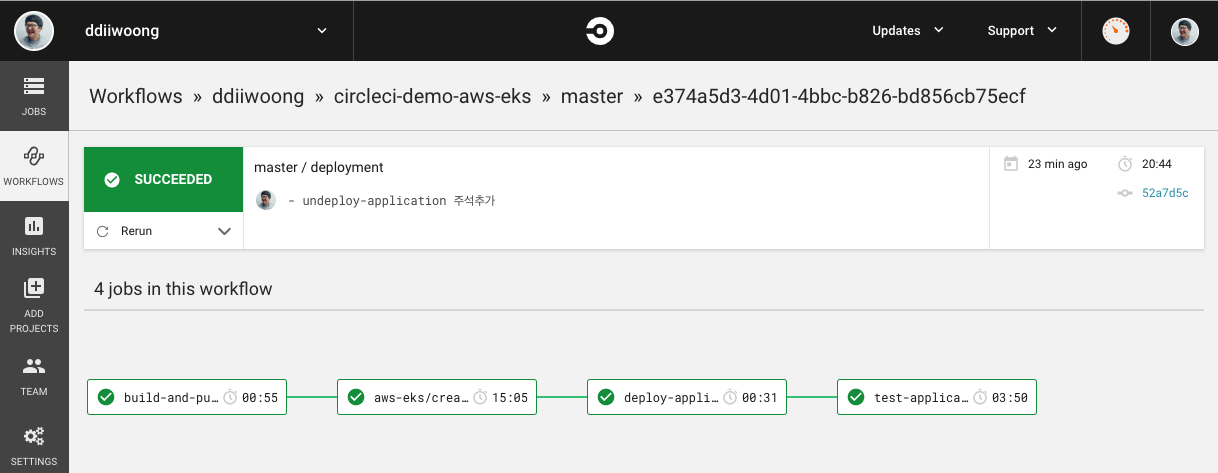 ddiiwoong
Updates
Support
JOBS
WORKFLOWS
INSIGHTS
ADD
PROJECTS
TEAM
SETTINGS
Workflows » ddiiwoong » circleci-demo-aws-eks » master » e374a5d3-4d01-4bbc-b826-bd856cb75ecf
SUCCEEDED
Rerun
master / deployment
- undeploy-application 주석추가
23 min ago
20:44
52a7d5c
4 jobs in this workflow
build-and-pu... 00:55
aws-eks/crea... 15:05
deploy-appli... 00:31
test-applica... 03:50